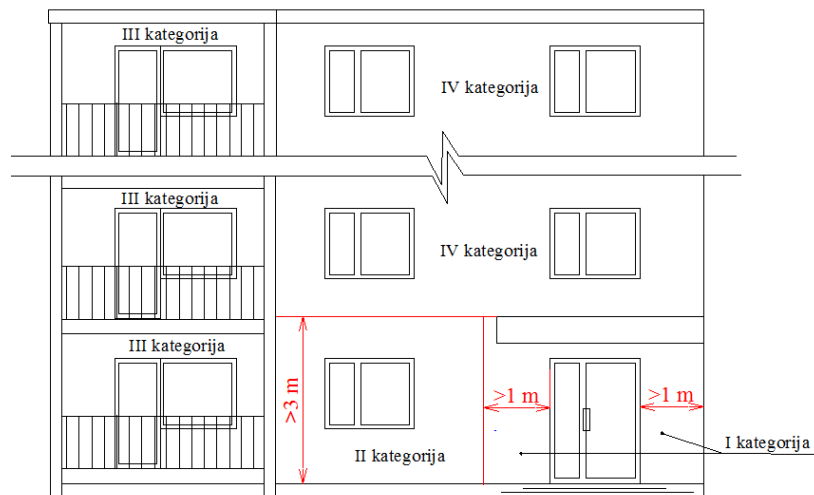 III kategorija
IV kategorija
III kategorija
IV kategorija
III kategorija
>3 m
>1 m
>1 m
II kategorija
I kategorija